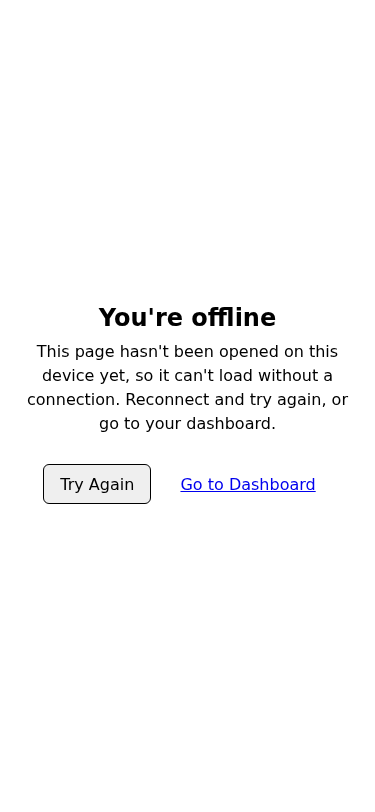 You're offline
This page hasn't been opened on this
device yet, so it can't load without a
connection. Reconnect and try again, or
go to your dashboard.
Try Again
Go to Dashboard